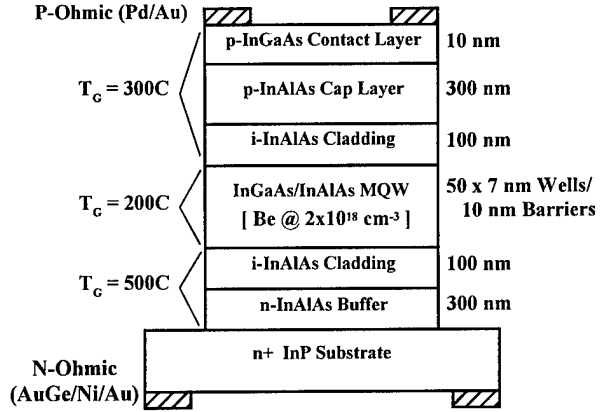 P-Ohmic (Pd/Au)
p-InGaAs Contact Layer
10 nm
T_G = 300C
p-InAlAs Cap Layer
300 nm
i-InAlAs Cladding
100 nm
T_G = 200C
InGaAs/InAlAs MQW
[ Be @ 2x10¹⁸ cm⁻³ ]
50 x 7 nm Wells/
10 nm Barriers
T_G = 500C
i-InAlAs Cladding
100 nm
n-InAlAs Buffer
300 nm
n+ InP Substrate
N-Ohmic
(AuGe/Ni/Au)